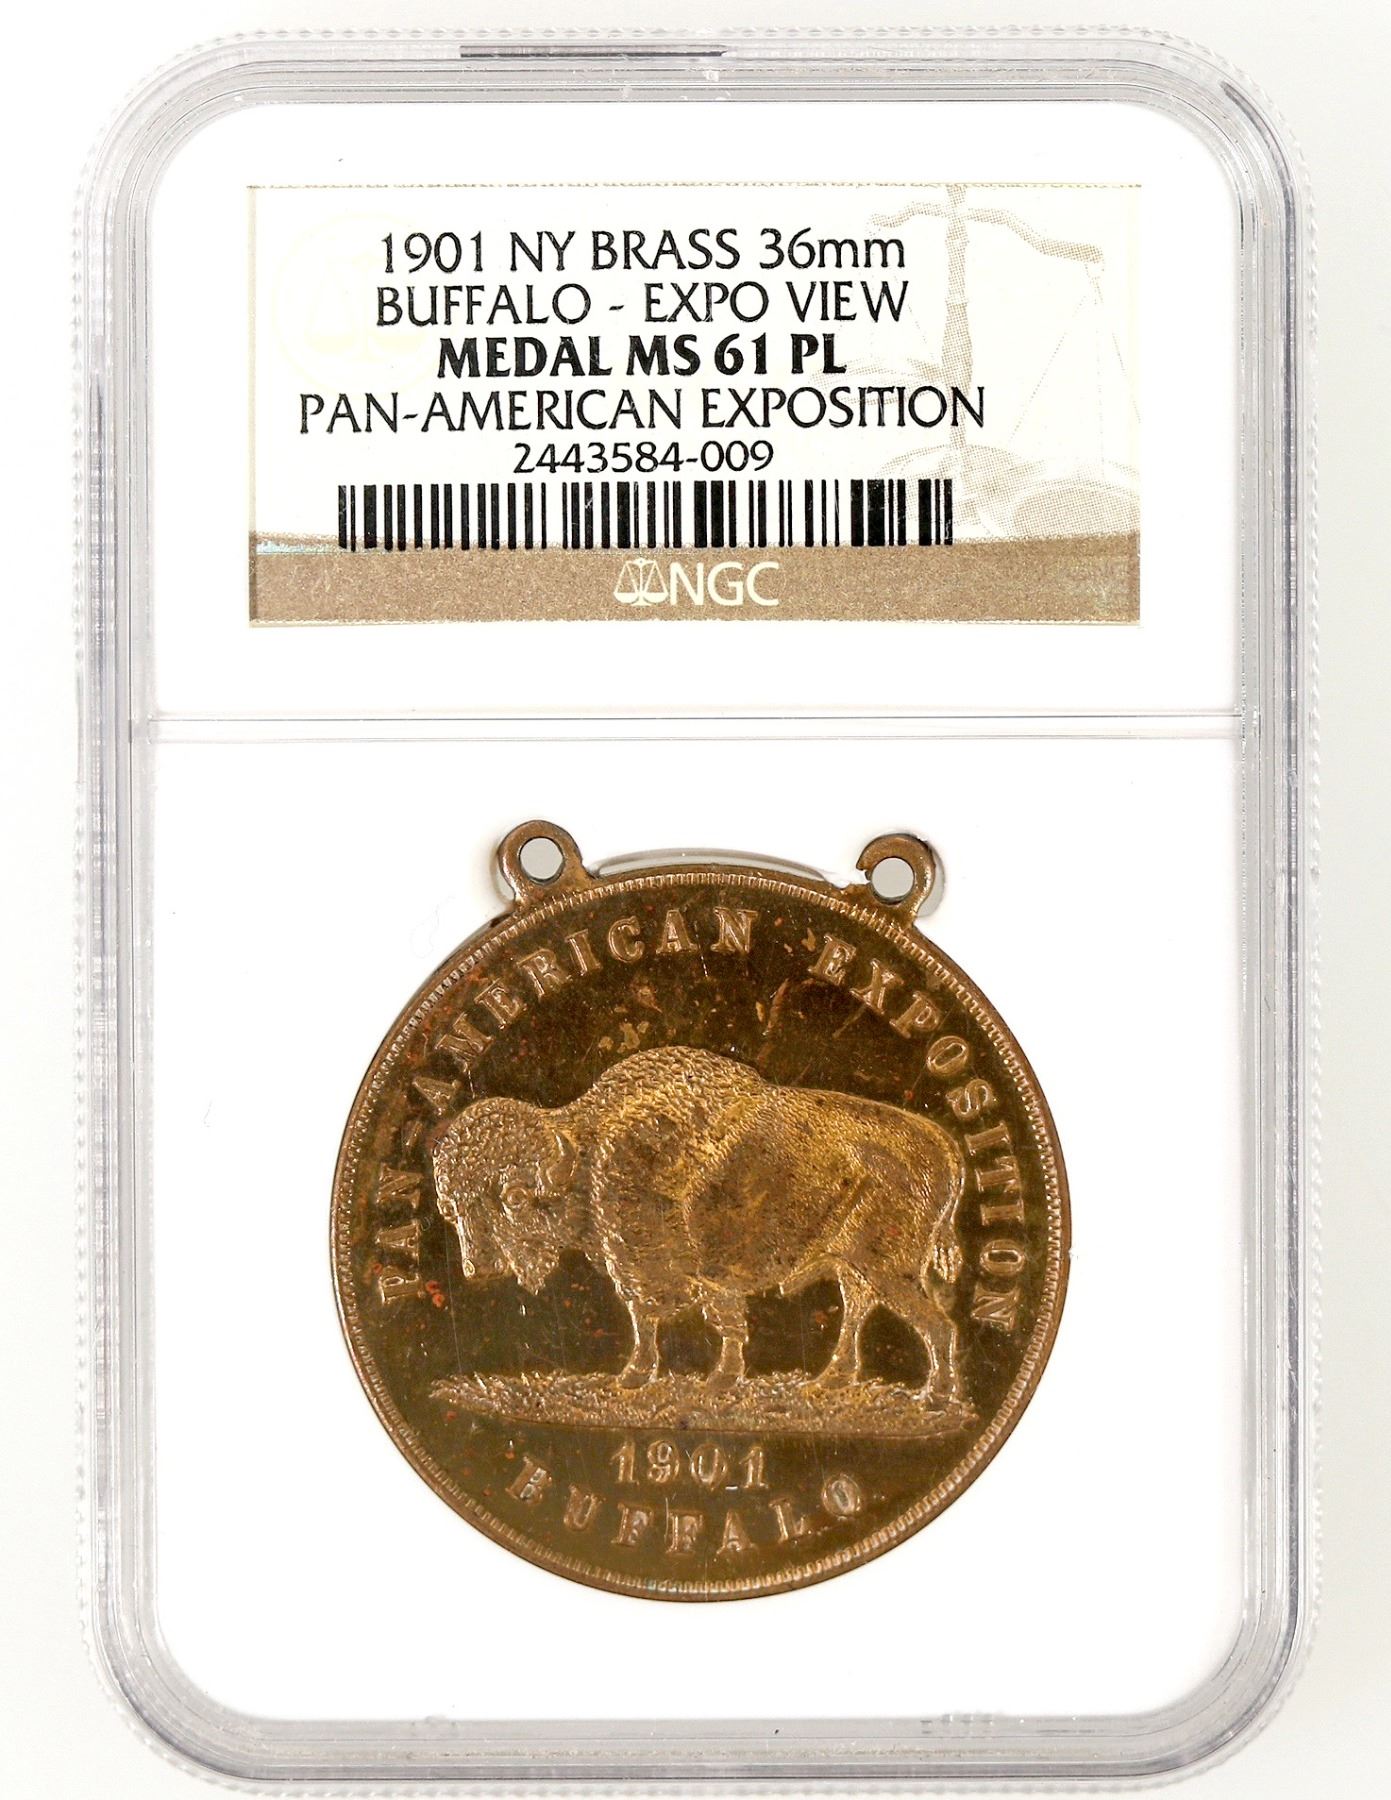 1901 NY BRASS 36mm
BUFFALO - EXPO VIEW
MEDAL MS 61 PL
PAN-AMERICAN EXPOSITION
2443584-009
NGC
PAN-AMERICAN EXPOSITION
1901
BUFFALO